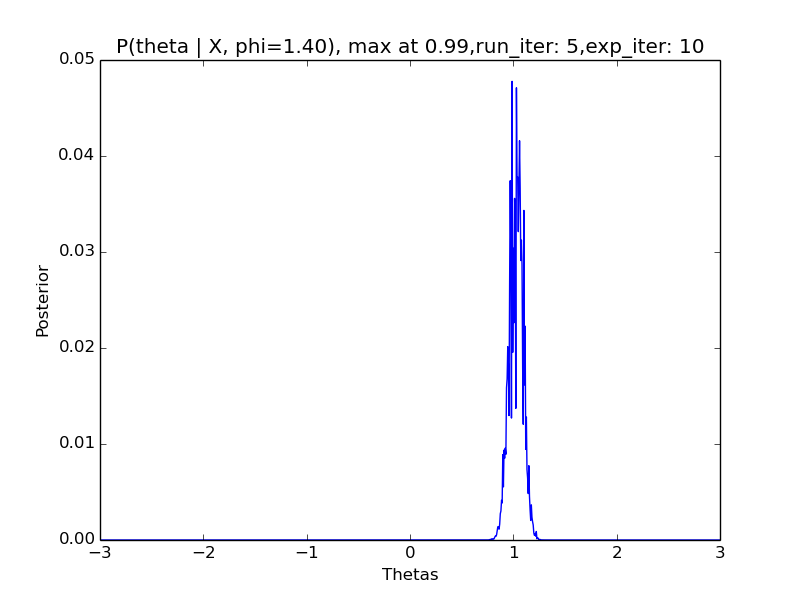 P(theta | X, phi=1.40), max at 0.99,run_iter: 5,exp_iter: 10
0.05
0.04
0.03
0.02
0.01
0.00
Posterior
−3 −2 −1 0 1 2 3
Thetas